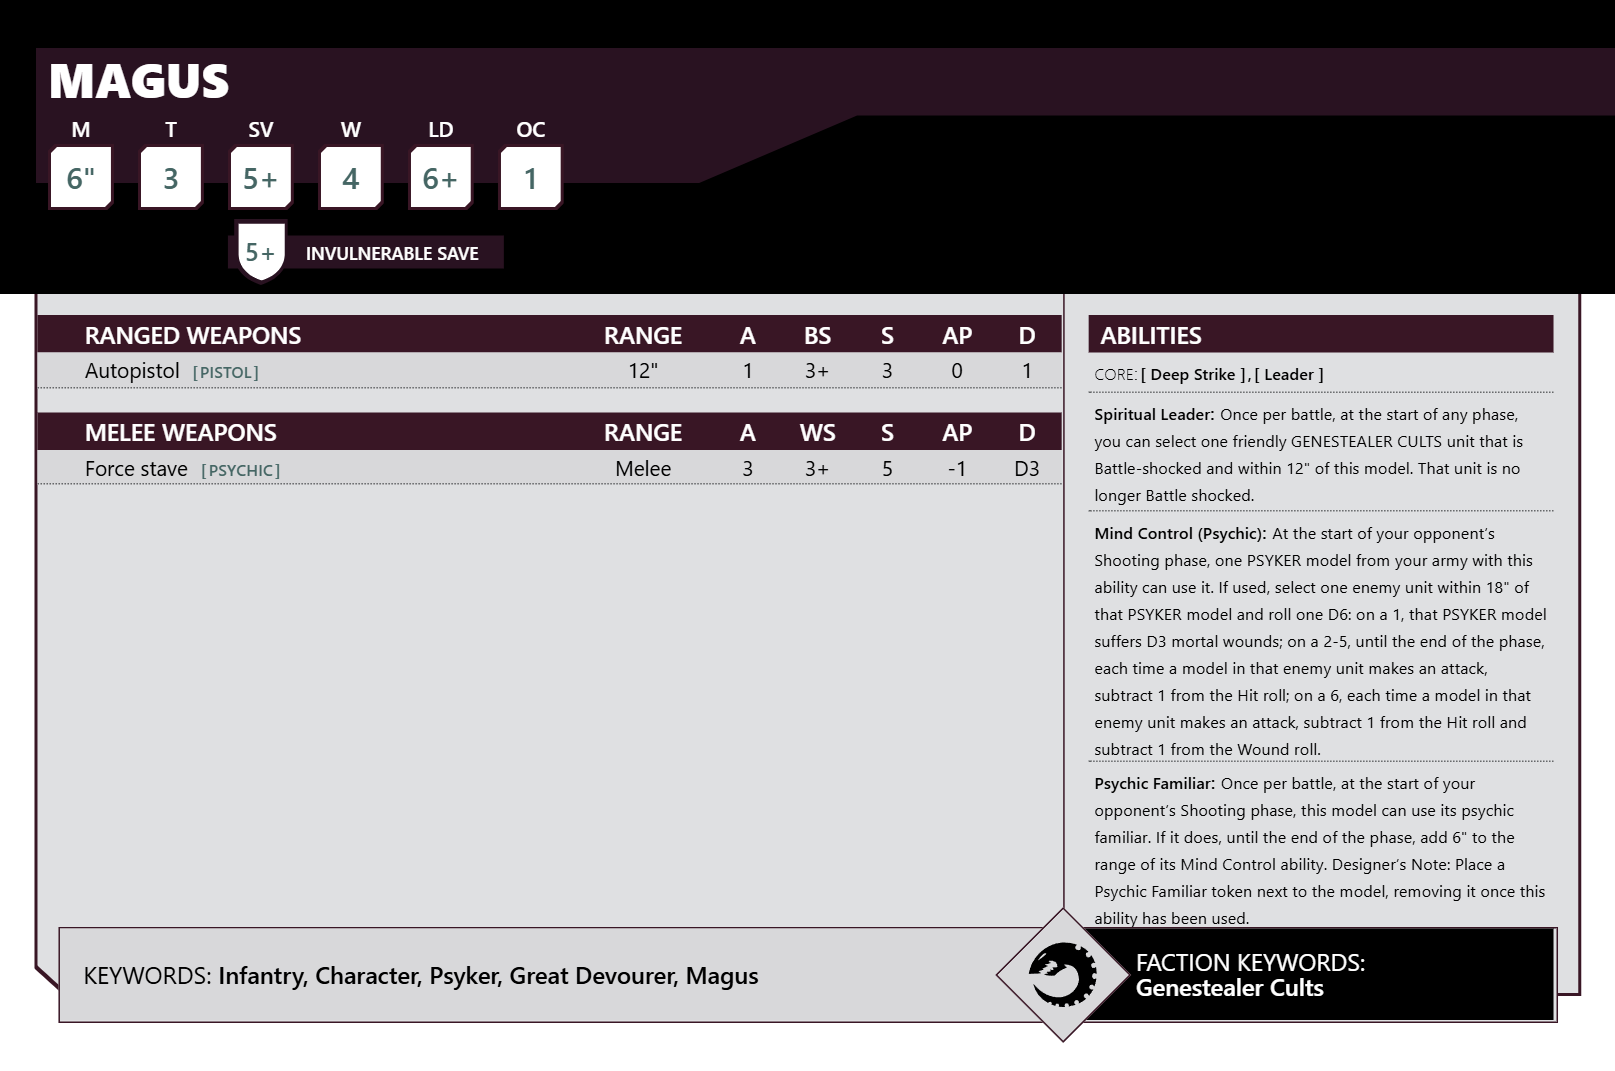 MAGUS
M T SV W LD OC
6" 3 5+ 4 6+ 1
5+ INVULNERABLE SAVE
RANGED WEAPONS RANGE A BS S AP D
Autopistol [PISTOL] 12" 1 3+ 3 0 1
MELEE WEAPONS RANGE A WS S AP D
Force stave [PSYCHIC] Melee 3 3+ 5 -1 D3
ABILITIES
CORE: [ Deep Strike ] , [ Leader ]
Spiritual Leader: Once per battle, at the start of any phase,
you can select one friendly GENESTEALER CULTS unit that is
Battle-shocked and within 12" of this model. That unit is no
longer Battle shocked.
Mind Control (Psychic): At the start of your opponent's
Shooting phase, one PSYKER model from your army with this
ability can use it. If used, select one enemy unit within 18" of
that PSYKER model and roll one D6: on a 1, that PSYKER model
suffers D3 mortal wounds; on a 2-5, until the end of the phase,
each time a model in that enemy unit makes an attack,
subtract 1 from the Hit roll; on a 6, each time a model in that
enemy unit makes an attack, subtract 1 from the Hit roll and
subtract 1 from the Wound roll.
Psychic Familiar: Once per battle, at the start of your
opponent's Shooting phase, this model can use its psychic
familiar. If it does, until the end of the phase, add 6" to the
range of its Mind Control ability. Designer's Note: Place a
Psychic Familiar token next to the model, removing it once this
ability has been used.
KEYWORDS: Infantry, Character, Psyker, Great Devourer, Magus
FACTION KEYWORDS:
Genestealer Cults